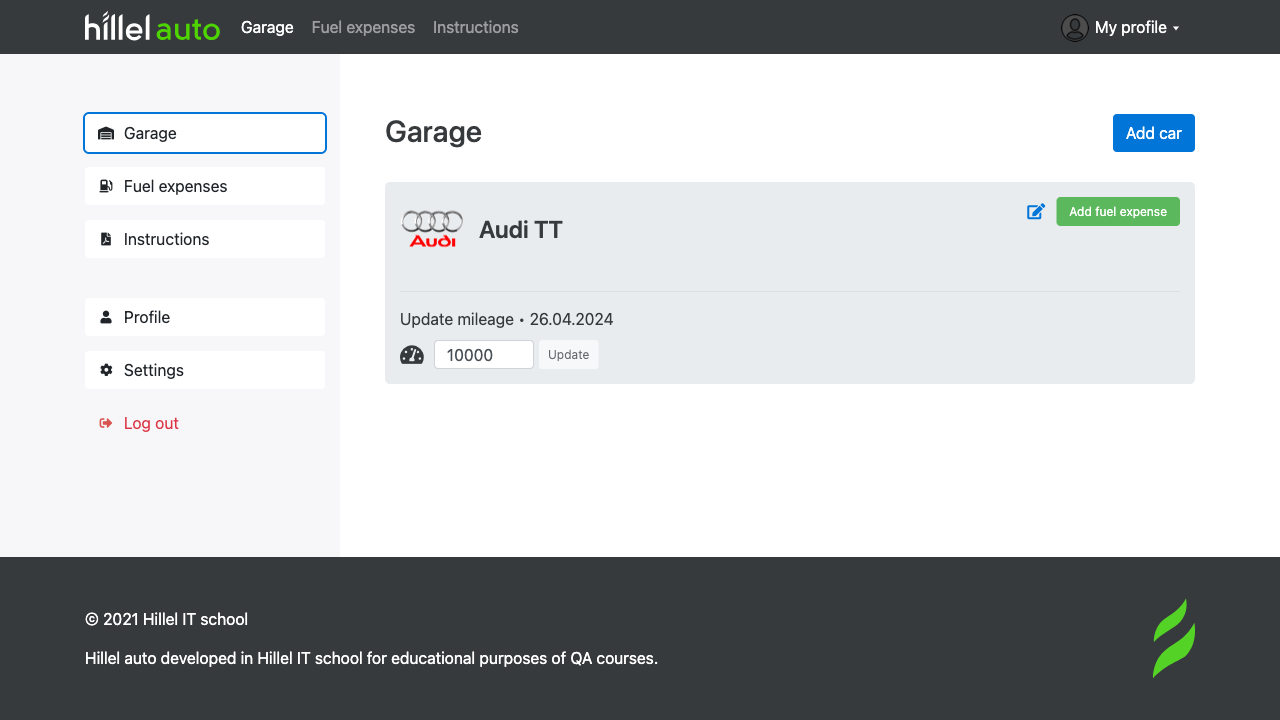 hillel auto Garage Fuel expenses Instructions My profile
Garage
Fuel expenses
Instructions
Profile
Settings
Log out
Garage
Add car
Audi
Audi TT
Add fuel expense
Update mileage • 26.04.2024
10000 Update
© 2021 Hillel IT school
Hillel auto developed in Hillel IT school for educational purposes of QA courses.